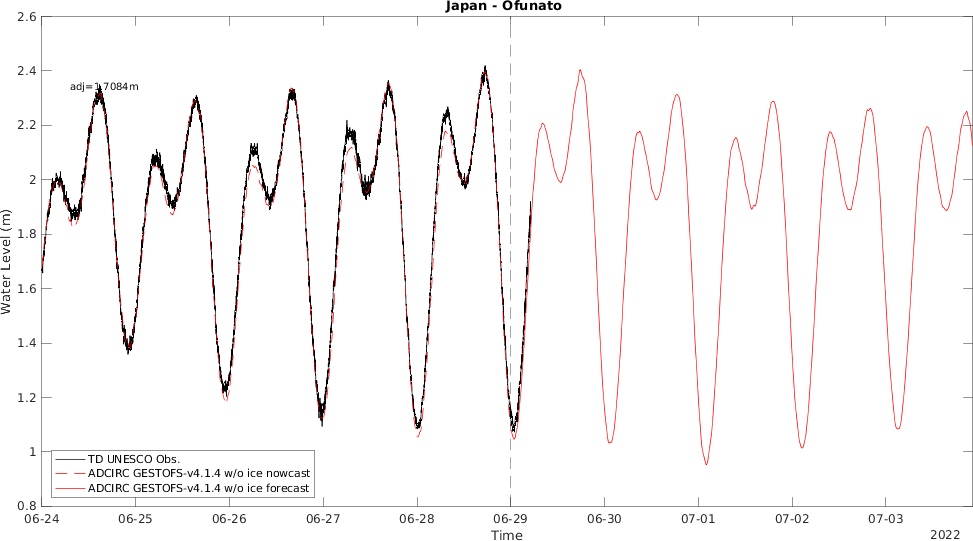 Japan - Ofunato
2.6
2.4
2.2
2
1.8
1.6
1.4
1.2
1
0.8
Water Level (m)
adj=1.7084m
TD UNESCO Obs.
ADCIRC GESTOFS-v4.1.4 w/o ice nowcast
ADCIRC GESTOFS-v4.1.4 w/o ice forecast
06-24 06-25 06-26 06-27 06-28 06-29 06-30 07-01 07-02 07-03
Time
2022